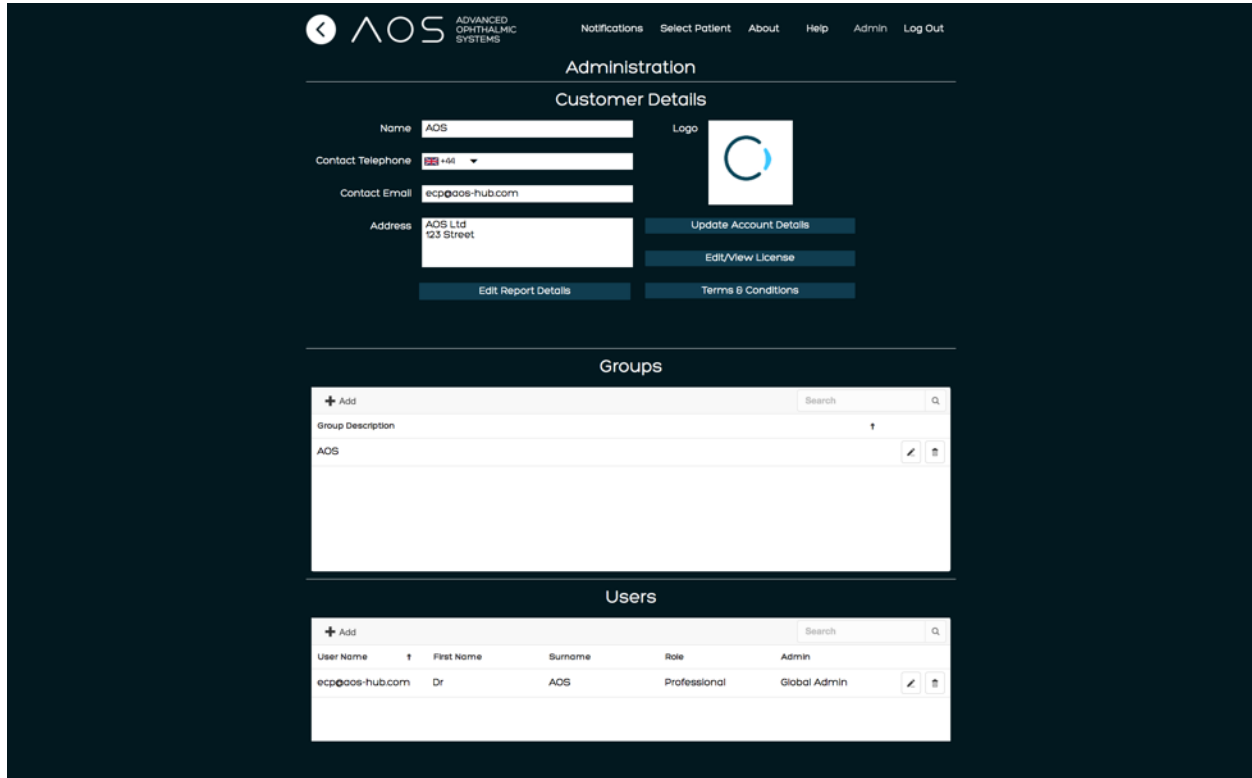 AOS ADVANCED
OPHTHALMIC
SYSTEMS
Notifications Select Patient About Help Admin Log Out
Administration
Customer Details
Name AOS Logo
Contact Telephone +44
Contact Email ecp@aos-hub.com
Address AOS Ltd
123 Street
Update Account Details
Edit/View License
Edit Report Details Terms & Conditions
Groups
Add Search
Group Description
AOS
Users
Add Search
User Name First Name Surname Role Admin
ecp@aos-hub.com Dr AOS Professional Global Admin